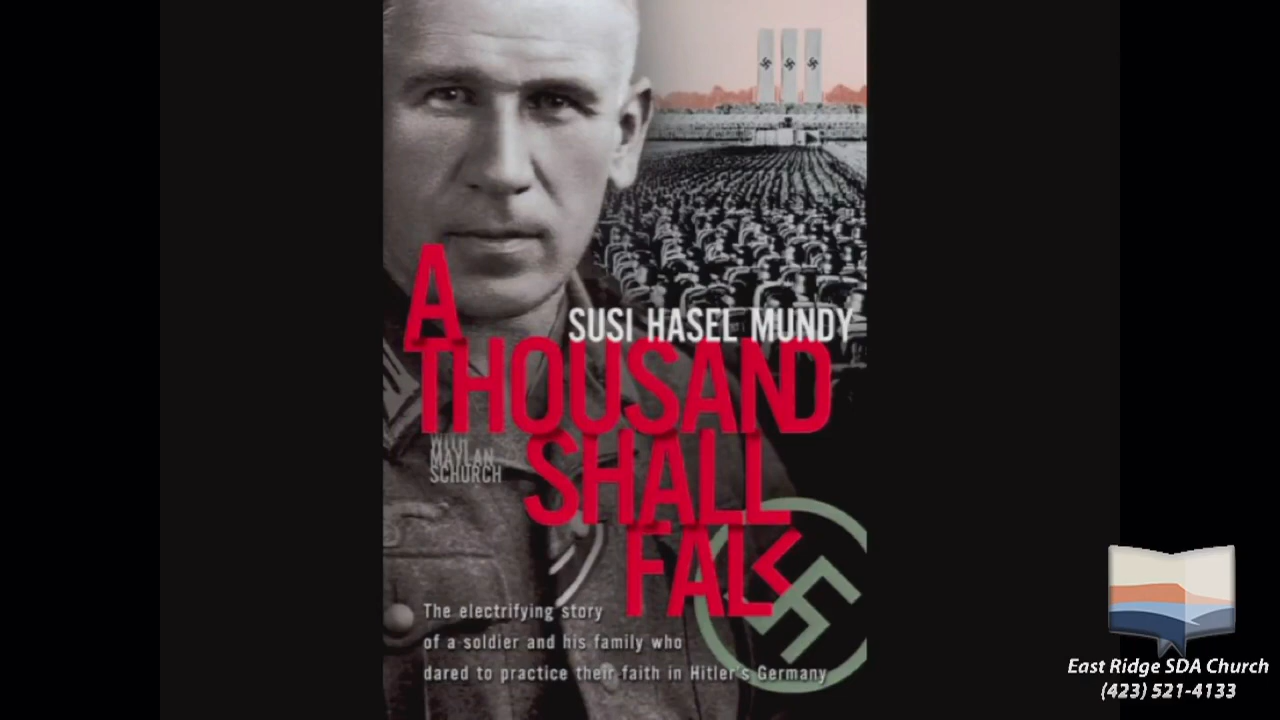 SUSI HASEL MUNDY
A
THOUSAND
SHALL
FALL
WITH
MAYLAN
SCHURCH
The electrifying story
of a soldier and his family who
dared to practice their faith in Hitler's Germany
East Ridge SDA Church
(423) 521-4133